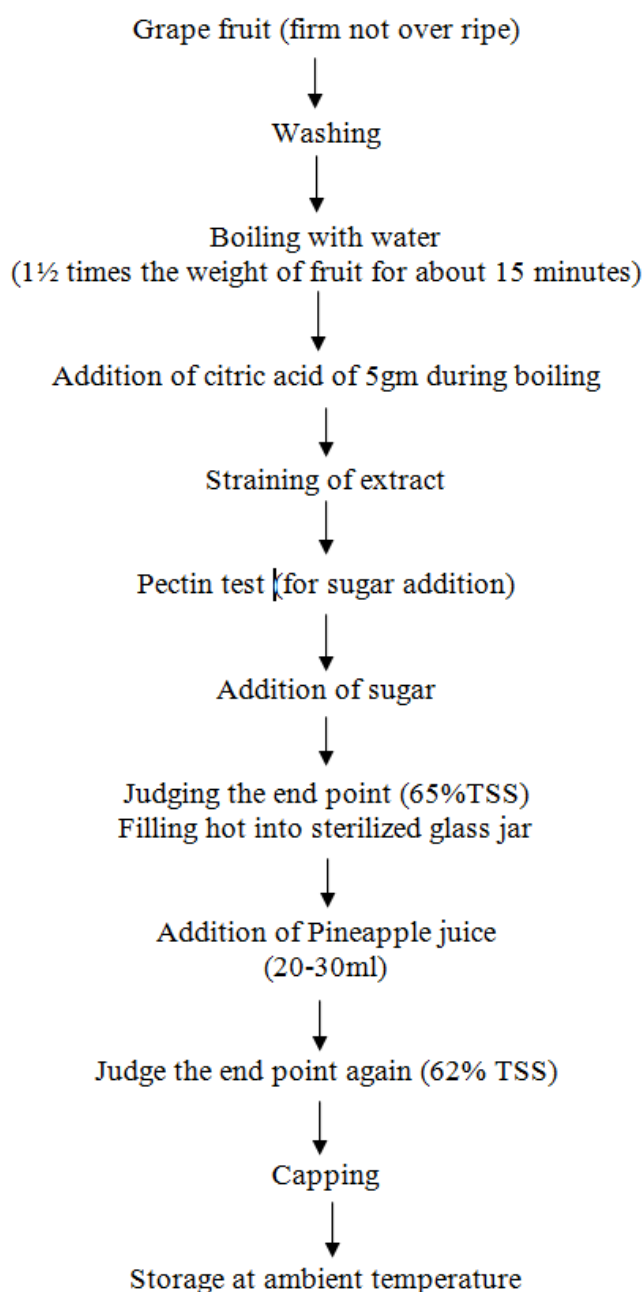 Grape fruit (firm not over ripe)
Washing
Boiling with water
(1½ times the weight of fruit for about 15 minutes)
Addition of citric acid of 5gm during boiling
Straining of extract
Pectin test (for sugar addition)
Addition of sugar
Judging the end point (65%TSS)
Filling hot into sterilized glass jar
Addition of Pineapple juice
(20-30ml)
Judge the end point again (62% TSS)
Capping
Storage at ambient temperature